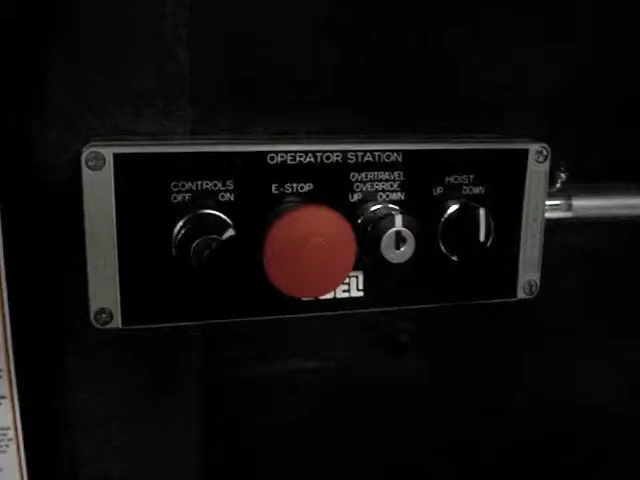 OPERATOR STATION
CONTROLS
OFF ON
E-STOP
OVERTRAVEL
OVERRIDE
UP DOWN
HOIST
UP DOWN